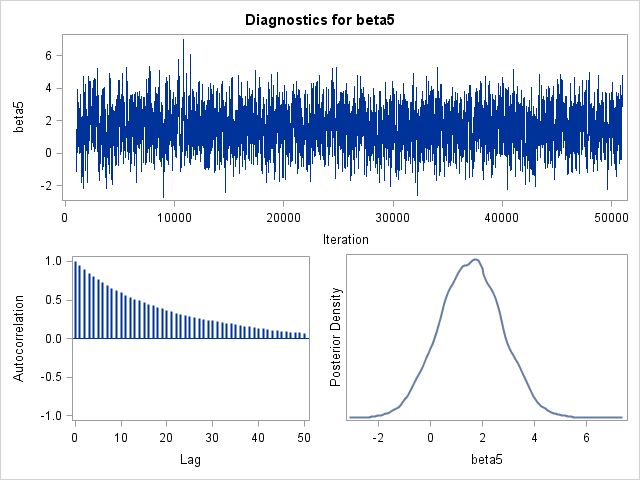 Diagnostics for beta5
beta5
6
4
2
0
-2
0 10000 20000 30000 40000 50000
Iteration
Autocorrelation
1.0
0.5
0.0
-0.5
-1.0
0 10 20 30 40 50
Lag
Posterior Density
-2 0 2 4 6
beta5